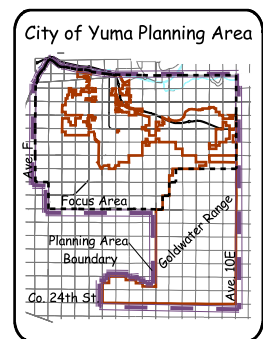 City of Yuma Planning Area
Ave. F
Focus Area
Planning Area
Boundary
Goldwater Range
Ave. 10E
Co. 24th St.